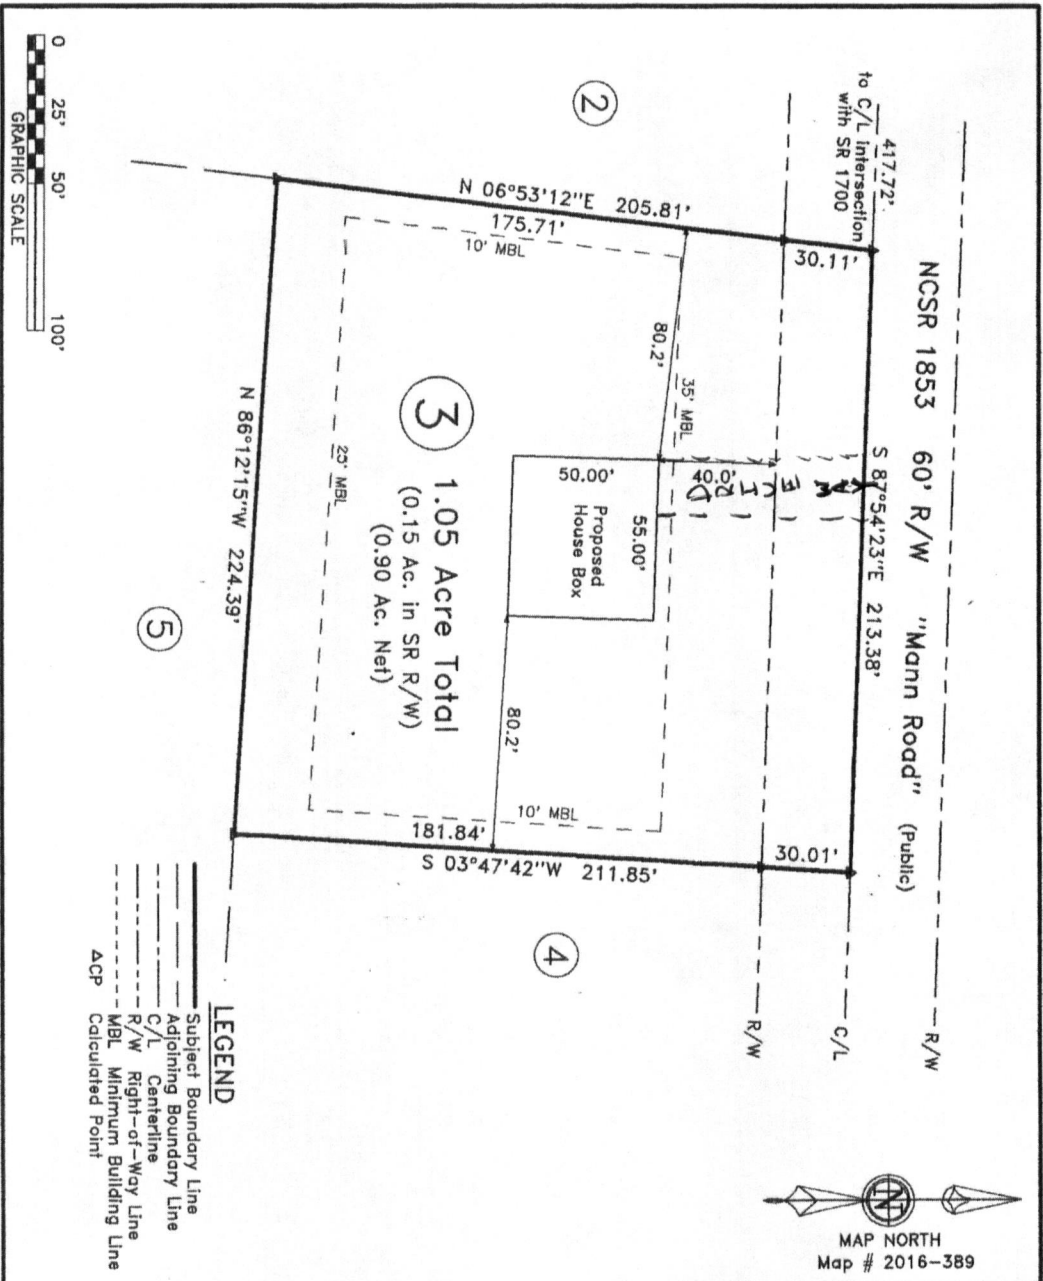 NCSR 1853 60' R/W "Mann Road" (Public)
R/W
C/L
R/W
417.72'
to C/L intersection
with SR 1700
S 87°54'23"E 213.38'
30.11'
30.01'
N 06°53'12"E 205.81'
175.71'
10' MBL
②
80.2'
35' MBL
40.0'
DRIVE
WAY
50.00'
55.00'
Proposed
House Box
③ 1.05 Acre Total
(0.15 Ac. in SR R/W)
(0.90 Ac. Net)
80.2'
10' MBL
181.84'
S 03°47'42"W 211.85'
④
25' MBL
N 86°12'15"W 224.39'
⑤
0 25' 50' 100'
GRAPHIC SCALE
LEGEND
Subject Boundary Line
Adjoining Boundary Line
C/L Centerline
R/W Right-of-Way Line
MBL Minimum Building Line
ΔCP Calculated Point
N
MAP NORTH
Map # 2016-389